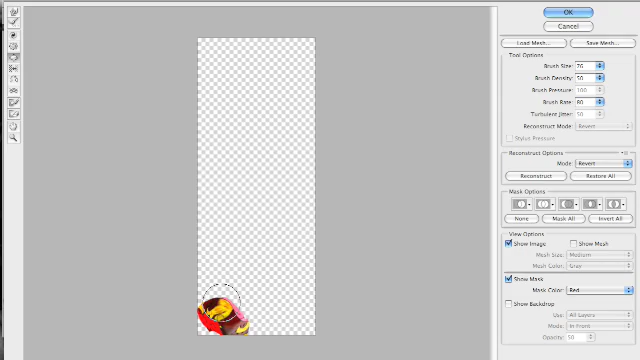 OK
Cancel
Load Mesh... Save Mesh...
Tool Options
Brush Size: 76
Brush Density: 50
Brush Pressure: 100
Brush Rate: 80
Turbulent Jitter: 50
Reconstruct Mode: Revert
Stylus Pressure
Reconstruct Options
Mode: Revert
Reconstruct Restore All
Mask Options
None Mask All Invert All
View Options
Show Image Show Mesh
Mesh Size: Medium
Mesh Color: Gray
Show Mask
Mask Color: Red
Show Backdrop
Use: All Layers
Mode: In Front
Opacity: 50